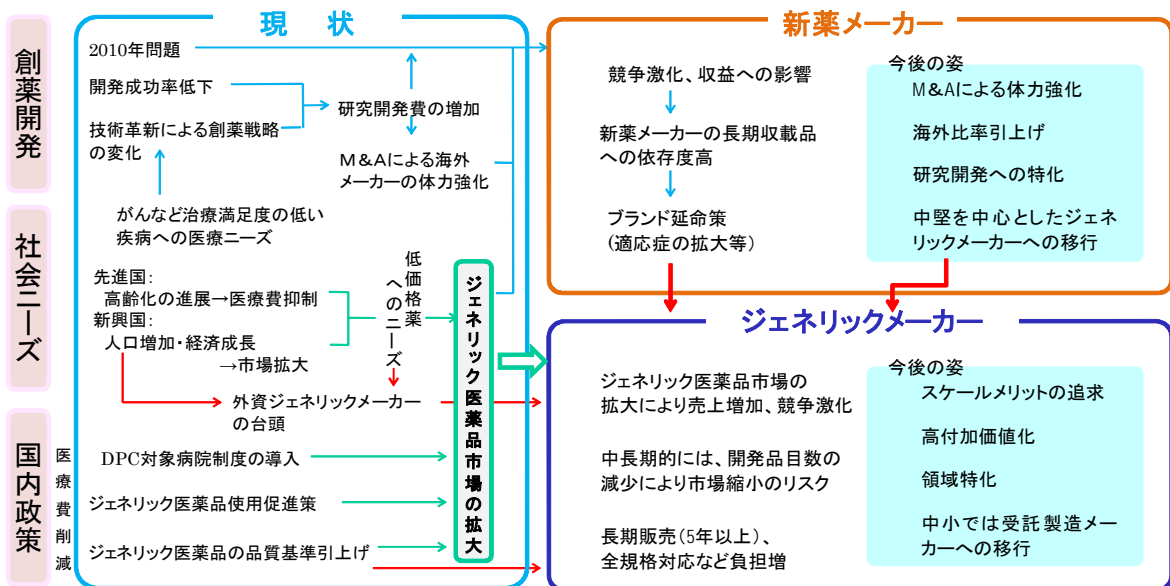 創薬開発
社会ニーズ
国内政策
医療費削減
現 状
2010年問題
開発成功率低下
技術革新による創薬戦略
の変化
研究開発費の増加
M&Aによる海外
メーカーの体力強化
がんなど治療満足度の低い
疾病への医療ニーズ
先進国:
高齢化の進展→医療費抑制
新興国:
人口増加・経済成長
→市場拡大
低価格薬
へのニーズ
外資ジェネリックメーカー
の台頭
DPC対象病院制度の導入
ジェネリック医薬品使用促進策
ジェネリック医薬品の品質基準引上げ
ジェネリック医薬品市場の拡大
新薬メーカー
競争激化、収益への影響
新薬メーカーの長期収載品
への依存度高
ブランド延命策
(適応症の拡大等)
今後の姿
M&Aによる体力強化
海外比率引上げ
研究開発への特化
中堅を中心としたジェネ
リックメーカーへの移行
ジェネリックメーカー
ジェネリック医薬品市場の
拡大により売上増加、競争激化
中長期的には、開発品目数の
減少により市場縮小のリスク
長期販売(5年以上)、
全規格対応など負担増
今後の姿
スケールメリットの追求
高付加価値化
領域特化
中小では受託製造メー
カーへの移行